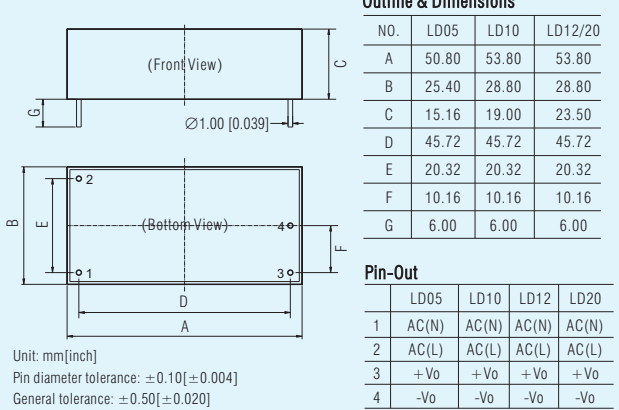 Outline & Dimensions
NO. LD05 LD10 LD12/20
A 50.80 53.80 53.80
B 25.40 28.80 28.80
C 15.16 19.00 23.50
D 45.72 45.72 45.72
E 20.32 20.32 20.32
F 10.16 10.16 10.16
G 6.00 6.00 6.00
(Front View)
C
G
∅1.00 [0.039]
2
B
E
(Bottom View)
4
F
1
3
D
A
Unit: mm[inch]
Pin diameter tolerance: ±0.10[±0.004]
General tolerance: ±0.50[±0.020]
Pin-Out
LD05 LD10 LD12 LD20
1 AC(N) AC(N) AC(N) AC(N)
2 AC(L) AC(L) AC(L) AC(L)
3 +Vo +Vo +Vo +Vo
4 -Vo -Vo -Vo -Vo